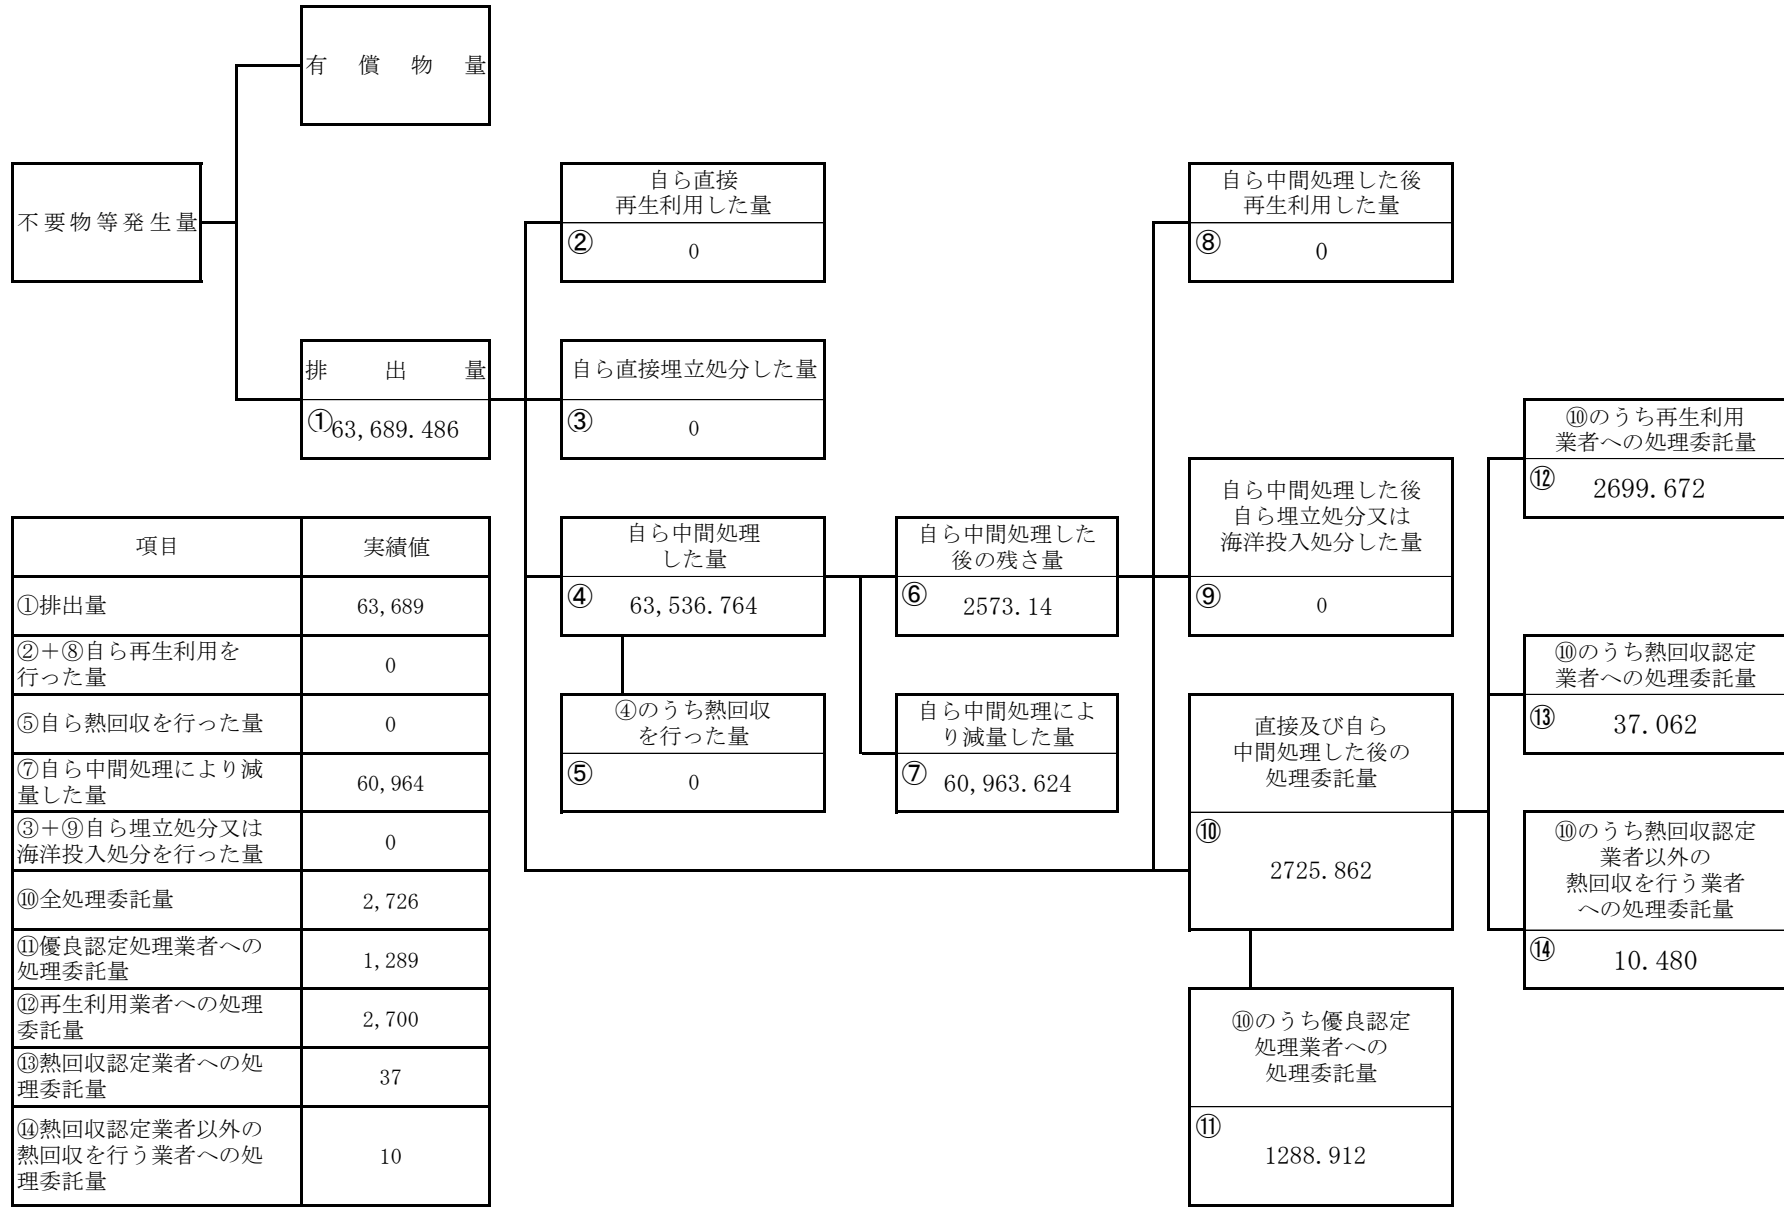 有償物量
不要物等発生量
自ら直接
再生利用した量
② 0
自ら中間処理した後
再生利用した量
⑧ 0
排出量
①63,689.486
自ら直接埋立処分した量
③ 0
⑩のうち再生利用
業者への処理委託量
⑫ 2699.672
自ら中間処理した後
自ら埋立処分又は
海洋投入処分した量
⑨ 0
自ら中間処理
した量
④ 63,536.764
自ら中間処理した
後の残さ量
⑥ 2573.14
⑩のうち熱回収認定
業者への処理委託量
⑬ 37.062
④のうち熱回収
を行った量
⑤ 0
自ら中間処理によ
り減量した量
⑦ 60,963.624
直接及び自ら
中間処理した後の
処理委託量
⑩
2725.862
⑩のうち熱回収認定
業者以外の
熱回収を行う業者
への処理委託量
⑭ 10.480
⑩のうち優良認定
処理業者への
処理委託量
⑪
1288.912
項目 実績値
①排出量 63,689
②+⑧自ら再生利用を
行った量 0
⑤自ら熱回収を行った量 0
⑦自ら中間処理により減
量した量 60,964
③+⑨自ら埋立処分又は
海洋投入処分を行った量 0
⑩全処理委託量 2,726
⑪優良認定処理業者への
処理委託量 1,289
⑫再生利用業者への処理
委託量 2,700
⑬熱回収認定業者への処
理委託量 37
⑭熱回収認定業者以外の
熱回収を行う業者への処
理委託量 10